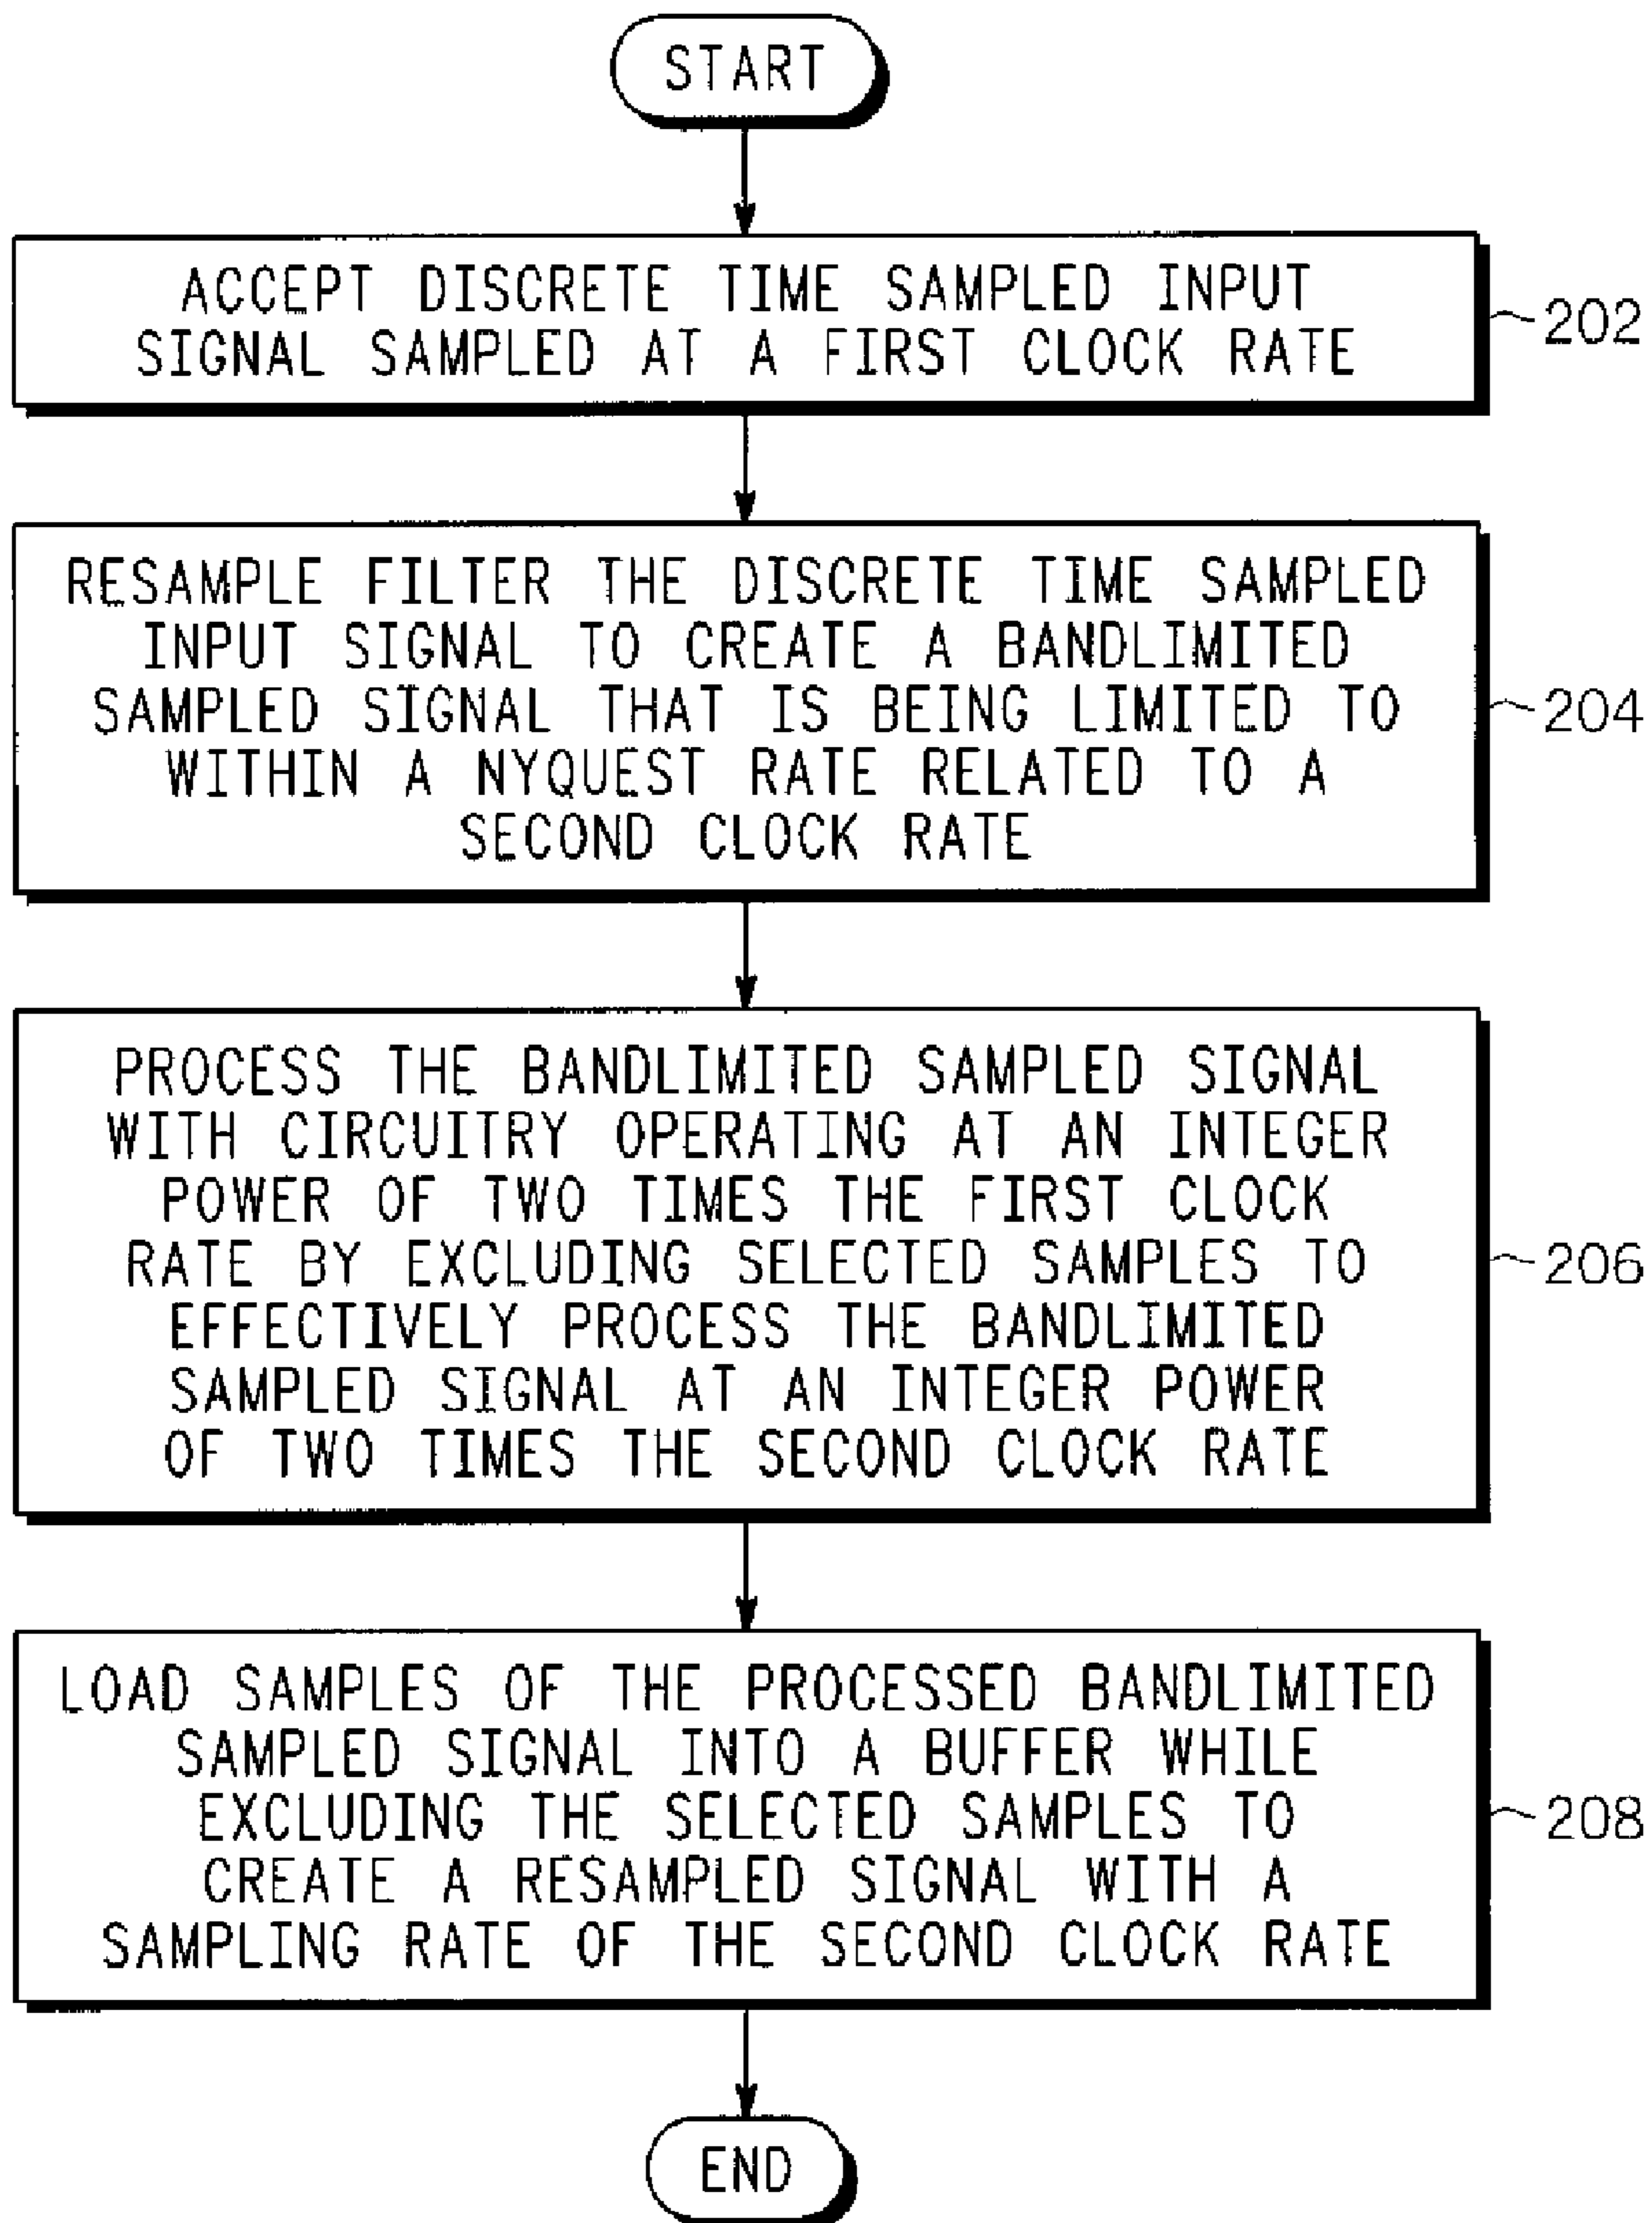 START
ACCEPT DISCRETE TIME SAMPLED INPUT
SIGNAL SAMPLED AT A FIRST CLOCK RATE
202
RESAMPLE FILTER THE DISCRETE TIME SAMPLED
INPUT SIGNAL TO CREATE A BANDLIMITED
SAMPLED SIGNAL THAT IS BEING LIMITED TO
WITHIN A NYQUEST RATE RELATED TO A
SECOND CLOCK RATE
204
PROCESS THE BANDLIMITED SAMPLED SIGNAL
WITH CIRCUITRY OPERATING AT AN INTEGER
POWER OF TWO TIMES THE FIRST CLOCK
RATE BY EXCLUDING SELECTED SAMPLES TO
EFFECTIVELY PROCESS THE BANDLIMITED
SAMPLED SIGNAL AT AN INTEGER POWER
OF TWO TIMES THE SECOND CLOCK RATE
206
LOAD SAMPLES OF THE PROCESSED BANDLIMITED
SAMPLED SIGNAL INTO A BUFFER WHILE
EXCLUDING THE SELECTED SAMPLES TO
CREATE A RESAMPLED SIGNAL WITH A
SAMPLING RATE OF THE SECOND CLOCK RATE
208
END